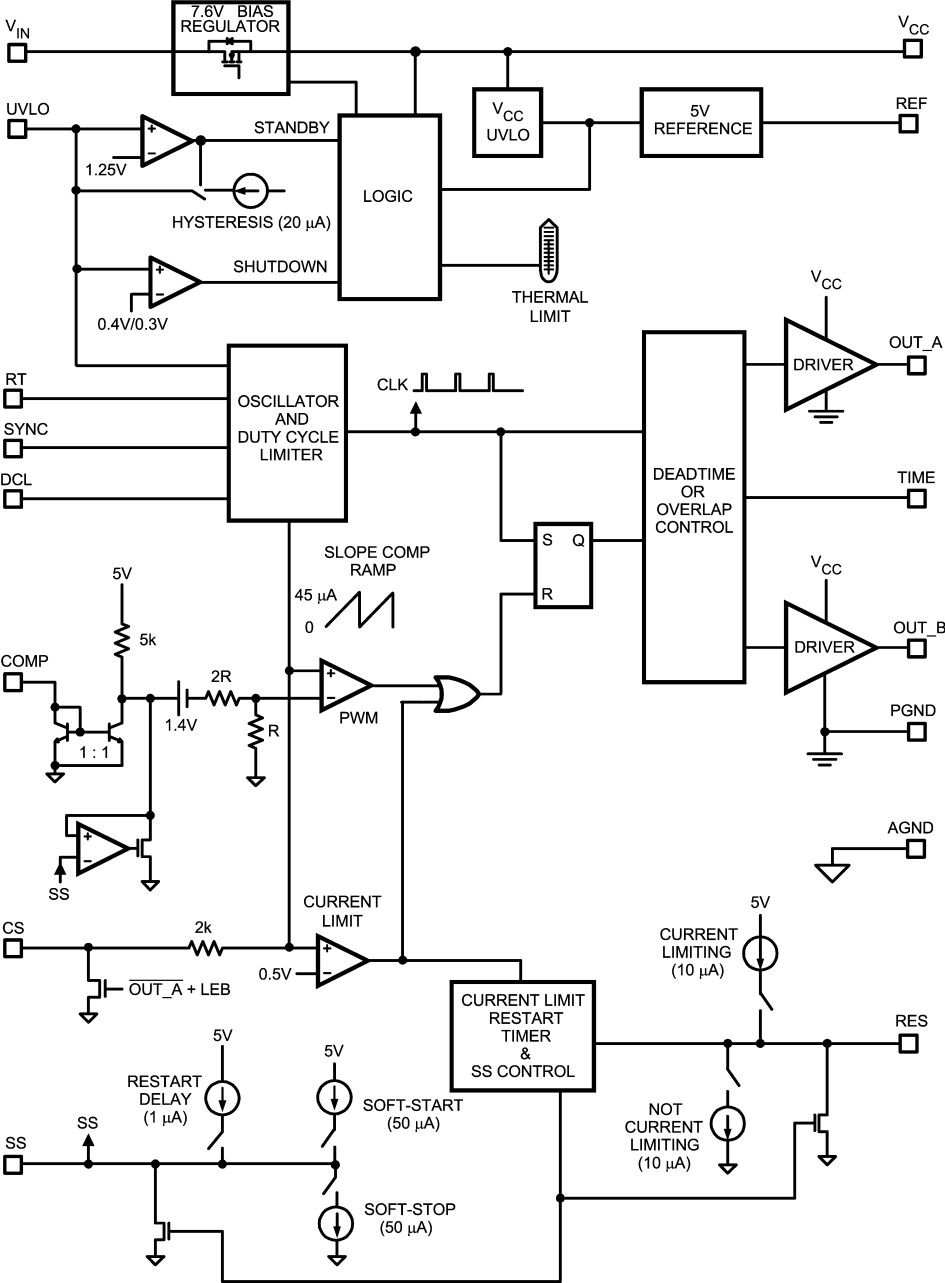 7.6V BIAS
REGULATOR
VIN
VCC
UVLO
STANDBY
1.25V
HYSTERESIS (20 µA)
SHUTDOWN
0.4V/0.3V
LOGIC
VCC
UVLO
5V
REFERENCE
REF
THERMAL
LIMIT
RT
SYNC
DCL
OSCILLATOR
AND
DUTY CYCLE
LIMITER
CLK
DEADTIME
OR
OVERLAP
CONTROL
VCC
DRIVER
OUT_A
TIME
VCC
DRIVER
OUT_B
PGND
AGND
S Q
R
SLOPE COMP
RAMP
45 µA
0
5V
5k
COMP
1 : 1
1.4V
2R
R
+
−
PWM
+
−
SS
CS
2k
OUT_A + LEB
CURRENT
LIMIT
+
−
0.5V
CURRENT LIMIT
RESTART
TIMER
&
SS CONTROL
5V
CURRENT
LIMITING
(10 µA)
RES
NOT
CURRENT
LIMITING
(10 µA)
5V
RESTART
DELAY
(1 µA)
5V
SOFT-START
(50 µA)
SS
SS
SOFT-STOP
(50 µA)